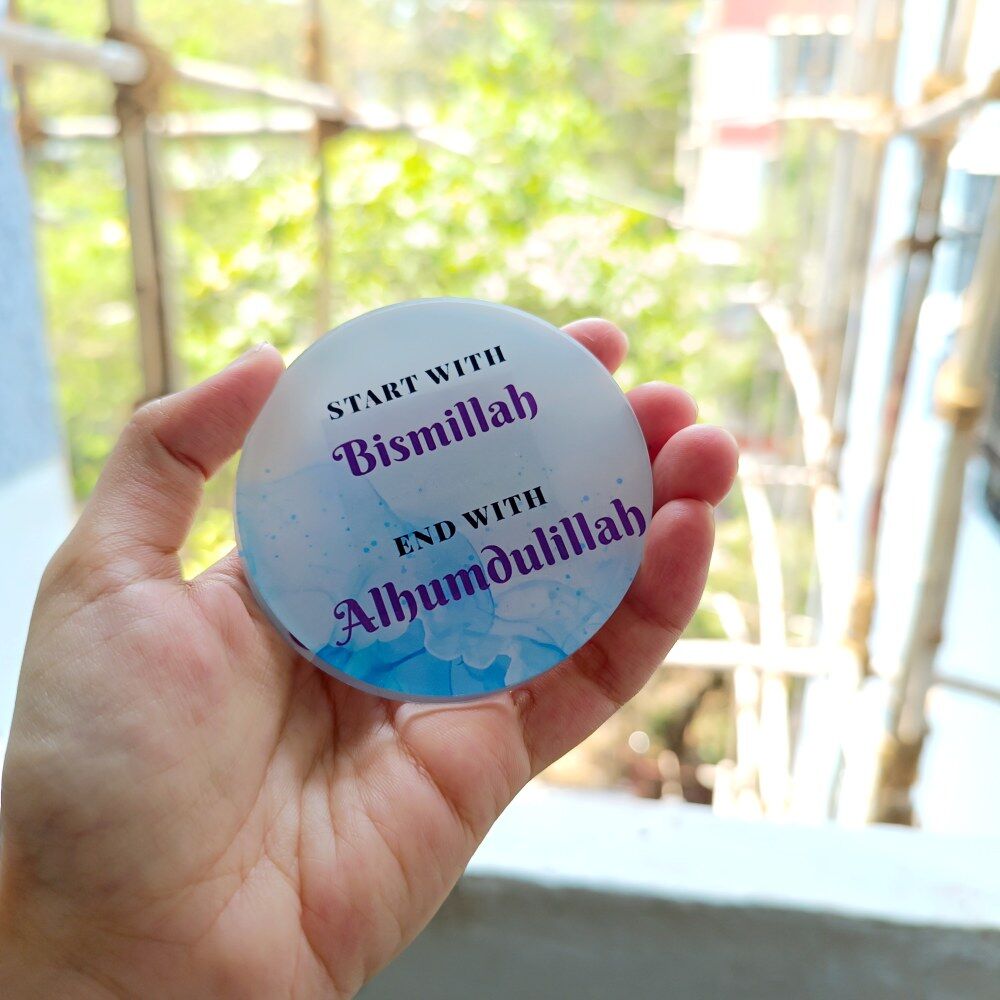 START WITH
Bismillah
END WITH
Alhumdulillah